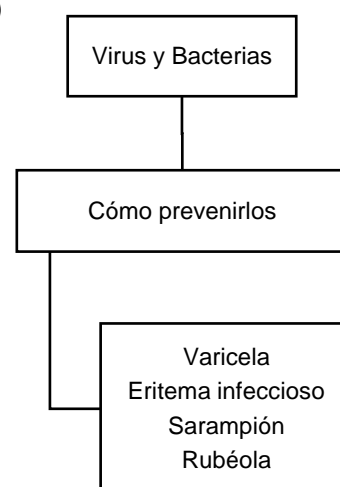 Virus y Bacterias
Cómo prevenirlos
Varicela
Eritema infeccioso
Sarampión
Rubéola